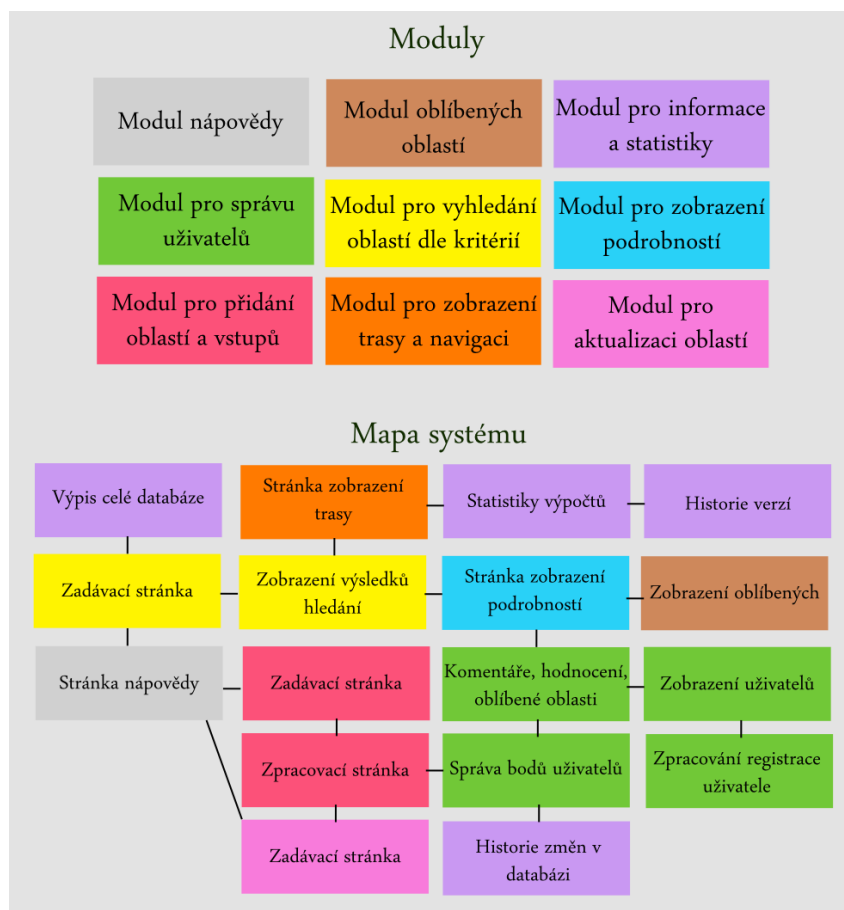 Moduly
Modul nápovědy
Modul oblíbených
oblastí
Modul pro informace
a statistiky
Modul pro správu
uživatelů
Modul pro vyhledání
oblastí dle kritérií
Modul pro zobrazení
podrobností
Modul pro přidání
oblastí a vstupů
Modul pro zobrazení
trasy a navigaci
Modul pro
aktualizaci oblastí
Mapa systému
Výpis celé databáze
Stránka zobrazení
trasy
Statistiky výpočtů
Historie verzí
Zadávací stránka
Zobrazení výsledků
hledání
Stránka zobrazení
podrobností
Zobrazení oblíbených
Stránka nápovědy
Zadávací stránka
Komentáře, hodnocení,
oblíbené oblasti
Zobrazení uživatelů
Zpracovací stránka
Správa bodů uživatelů
Zpracování registrace
uživatele
Zadávací stránka
Historie změn v
databázi